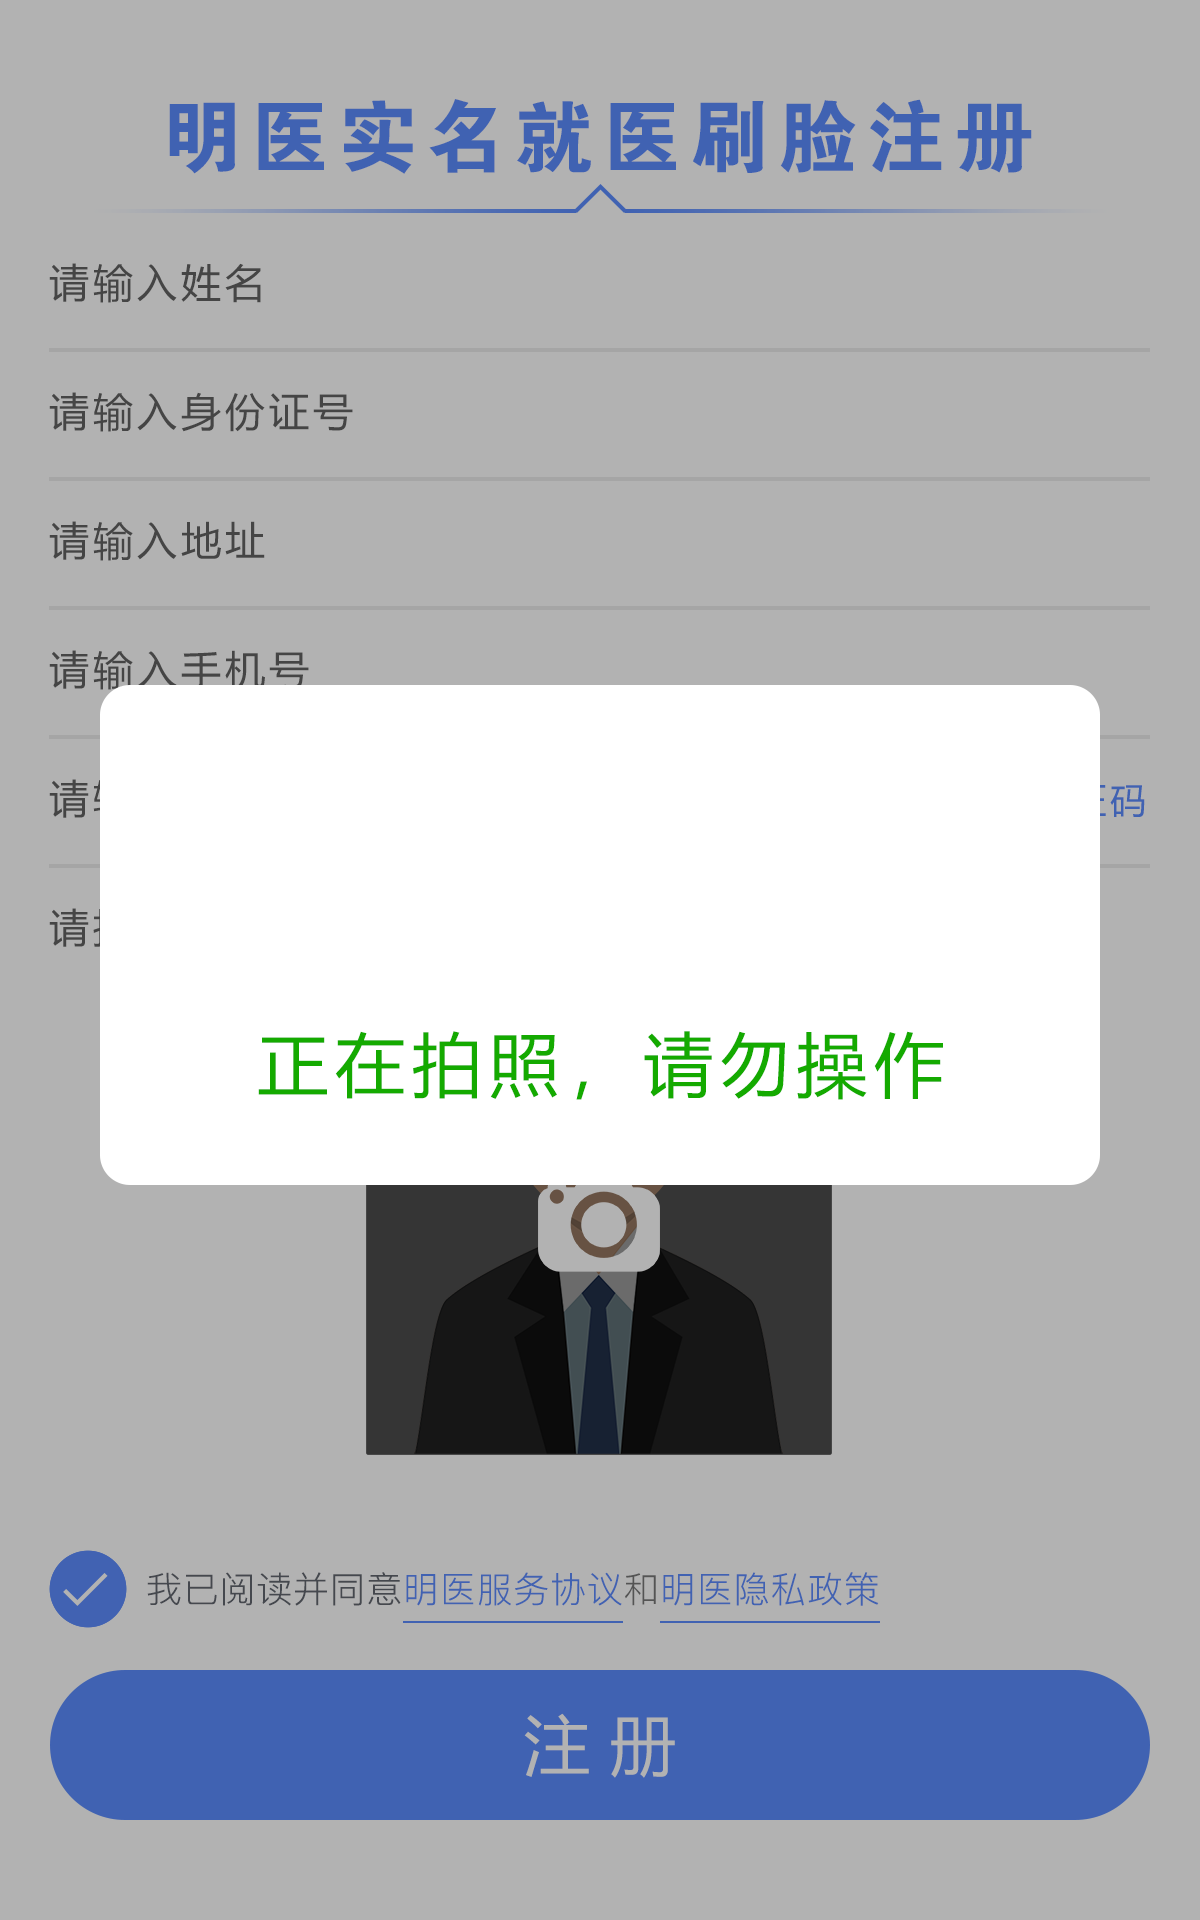 明医实名就医刷脸注册
请输入姓名
请输入身份证号
请输入地址
请输入手机号
请
码
请
正在拍照，请勿操作
我已阅读并同意明医服务协议和明医隐私政策
注册